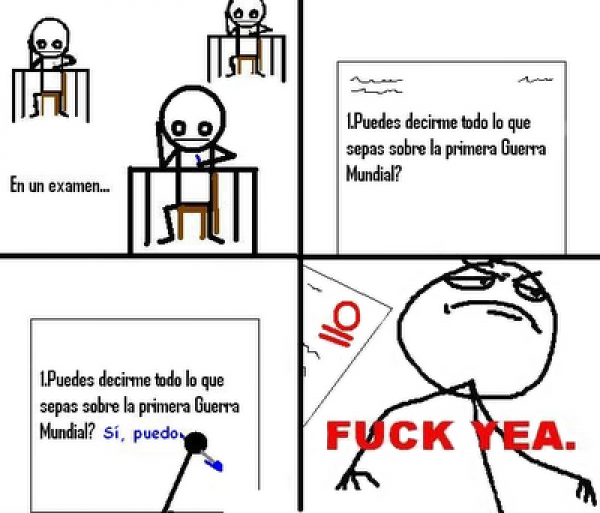 En un examen...
1.Puedes decirme todo lo que
sepas sobre la primera Guerra
Mundial?
1.Puedes decirme todo lo que
sepas sobre la primera Guerra
Mundial? Sí, puedo
FUCK YEA.